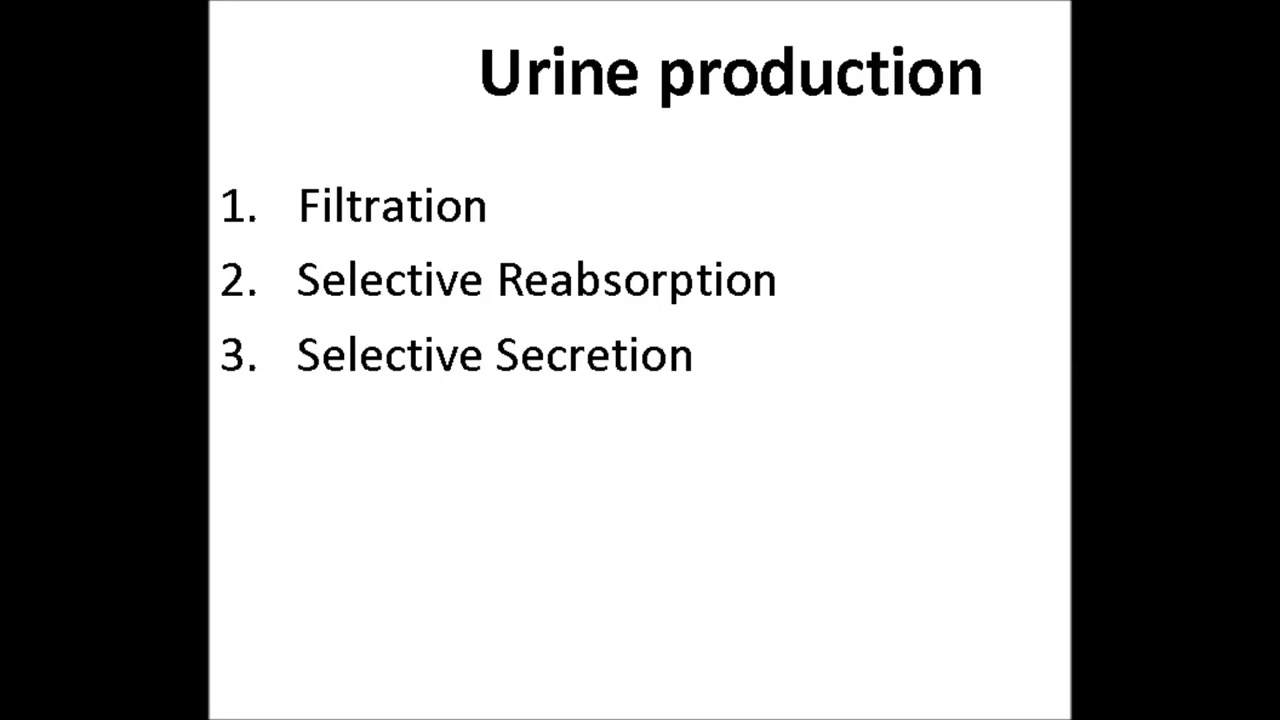 Urine production
1. Filtration
2. Selective Reabsorption
3. Selective Secretion